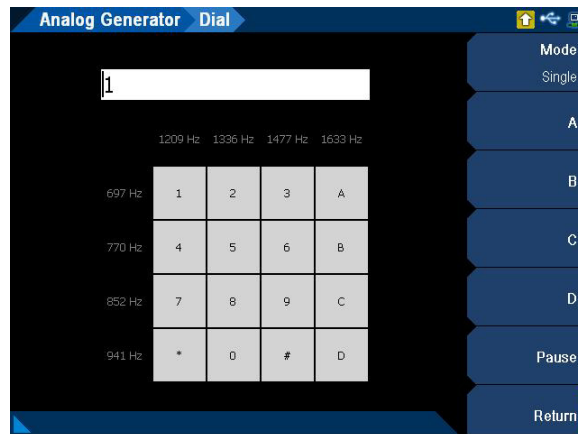 Analog Generator Dial
Mode
Single
1
A
1209 Hz 1336 Hz 1477 Hz 1633 Hz
697 Hz 1 2 3 A
B
770 Hz 4 5 6 B
C
852 Hz 7 8 9 C
D
941 Hz * 0 # D
Pause
Return